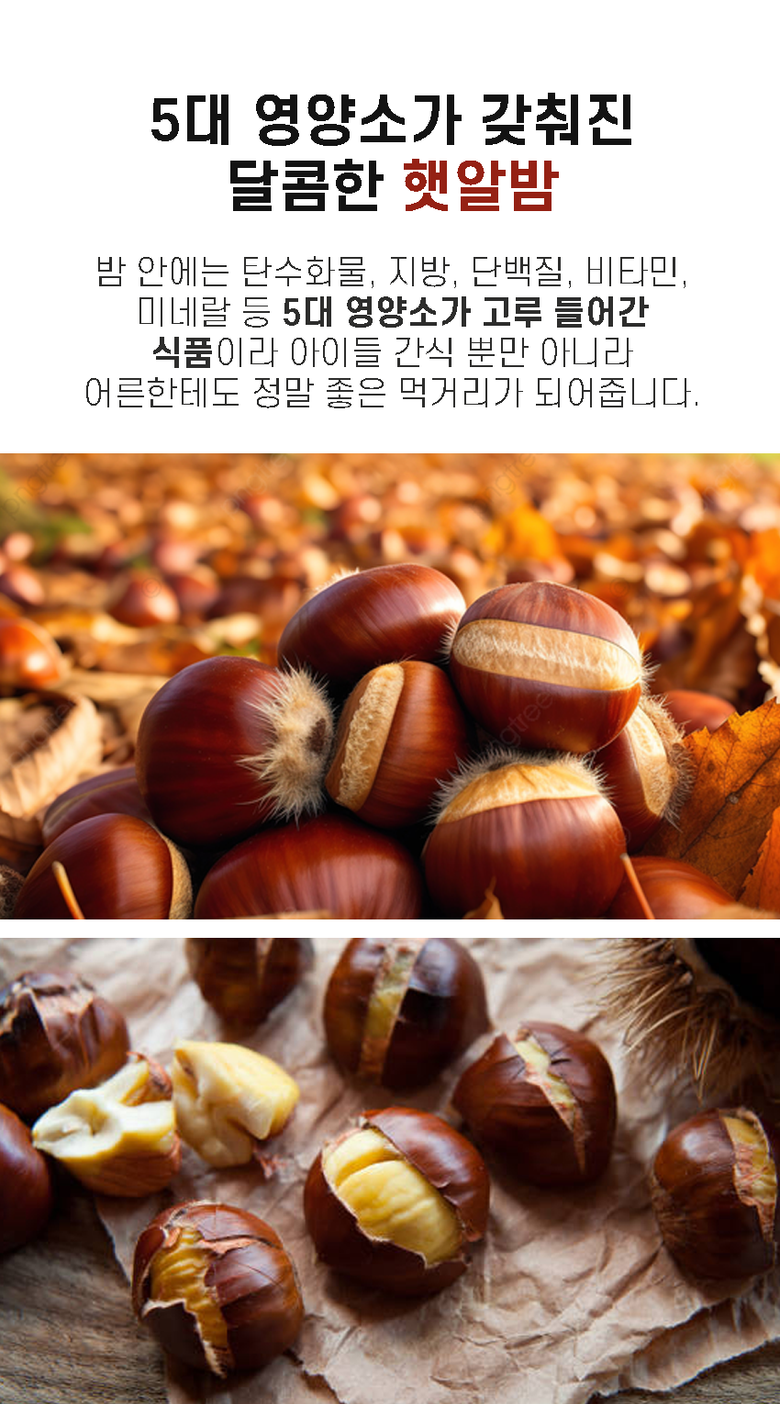 5대 영양소가 갖춰진
달콤한 햇알밤
밤 안에는 탄수화물, 지방, 단백질, 비타민,
미네랄 등 5대 영양소가 고루 들어간
식품이라 아이들 간식 뿐만 아니라
어른한테도 정말 좋은 먹거리가 되어줍니다.